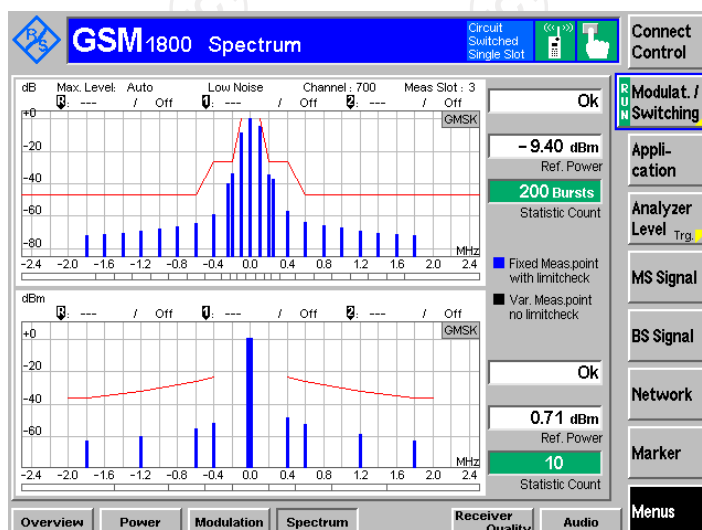 R&S
GSM 1800 Spectrum
Circuit
Switched
Single Slot
Connect
Control
dB Max. Level: Auto Low Noise Channel : 700 Meas Slot : 3
R: --- / Off 1: --- / Off 2: --- / Off
+0
GMSK
-20
-40
-60
-80
MHz
-2.4 -2.0 -1.6 -1.2 -0.8 -0.4 0.0 0.4 0.8 1.2 1.6 2.0 2.4
Ok
- 9.40 dBm
Ref. Power
200 Bursts
Statistic Count
Fixed Meas.point
with limitcheck
Var. Meas.point
no limitcheck
dBm
R: --- / Off 1: --- / Off 2: --- / Off
+0
GMSK
-20
-40
-60
MHz
-2.4 -2.0 -1.6 -1.2 -0.8 -0.4 0.0 0.4 0.8 1.2 1.6 2.0 2.4
Ok
0.71 dBm
Ref. Power
10
Statistic Count
RUN
Modulat. /
Switching
Appli-
cation
Analyzer
Level Trg.
MS Signal
BS Signal
Network
Marker
Menus
Overview Power Modulation Spectrum Receiver Quality Audio